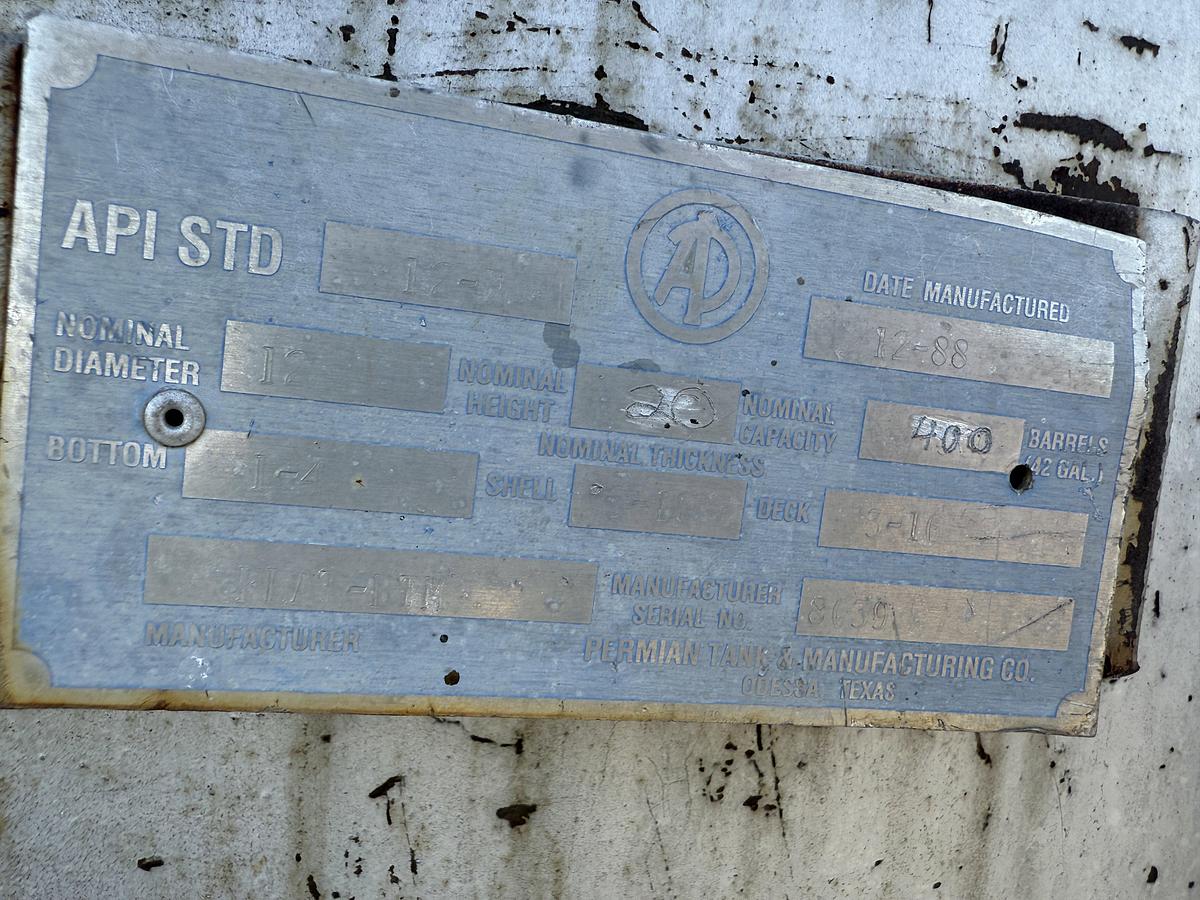 API STD
DATE MANUFACTURED
12-88
NOMINAL DIAMETER 12
NOMINAL HEIGHT 20
NOMINAL CAPACITY 400 BARRELS (42 GAL.)
NOMINAL THICKNESS
BOTTOM
SHELL
DECK
MANUFACTURER
MANUFACTURER SERIAL NO.
PERMIAN TANK & MANUFACTURING CO.
ODESSA, TEXAS